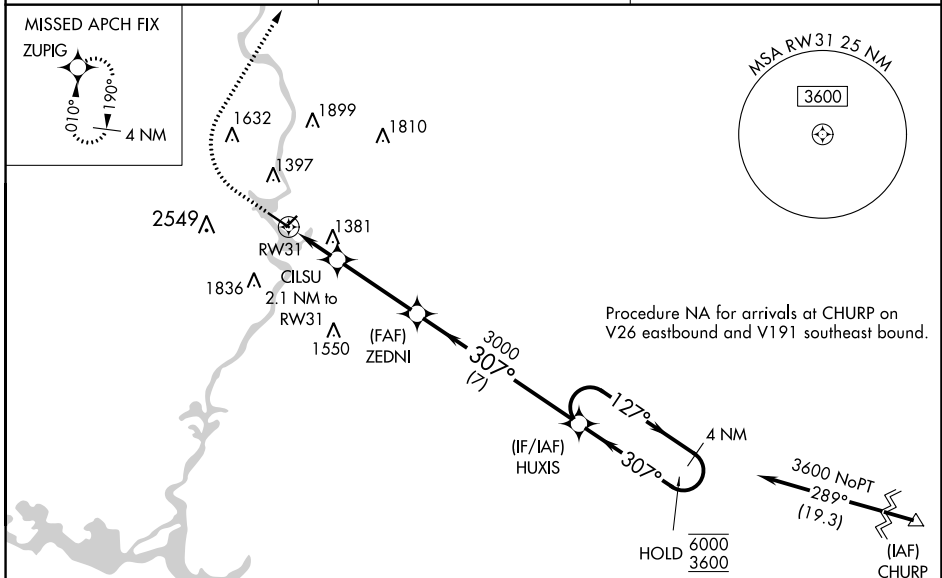 MISSED APCH FIX
ZUPIG
010°
190°
4 NM
1632
1899
1810
1397
MSA RW31 25 NM
3600
2549
1381
RW31
1836
CILSU
2.1 NM to
RW31
1550
(FAF)
ZEDNI
3000
307°
(7)
Procedure NA for arrivals at CHURP on
V26 eastbound and V191 southeast bound.
(IF/IAF)
HUXIS
127°
307°
4 NM
3600 NoPT
289°
(19.3)
HOLD 6000
3600
(IAF)
CHURP